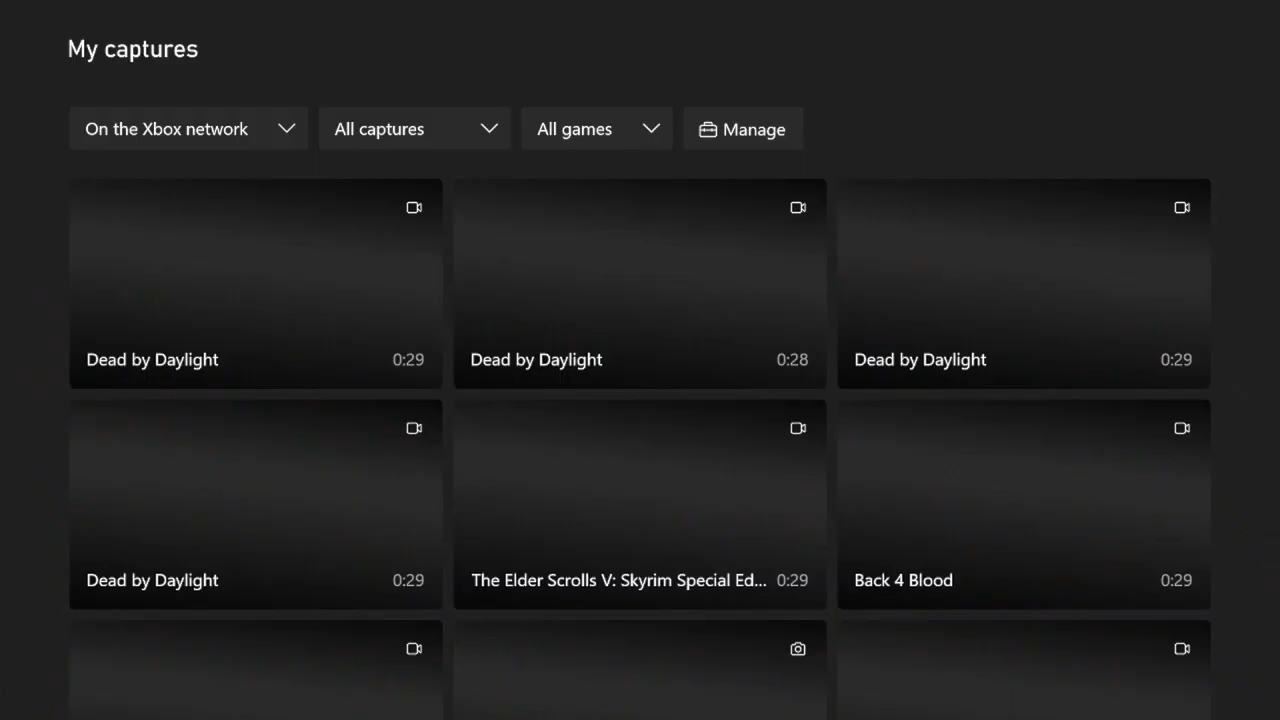 My captures
On the Xbox network
All captures
All games
Manage
Dead by Daylight 0:29
Dead by Daylight 0:28
Dead by Daylight 0:29
Dead by Daylight 0:29
The Elder Scrolls V: Skyrim Special Ed... 0:29
Back 4 Blood 0:29